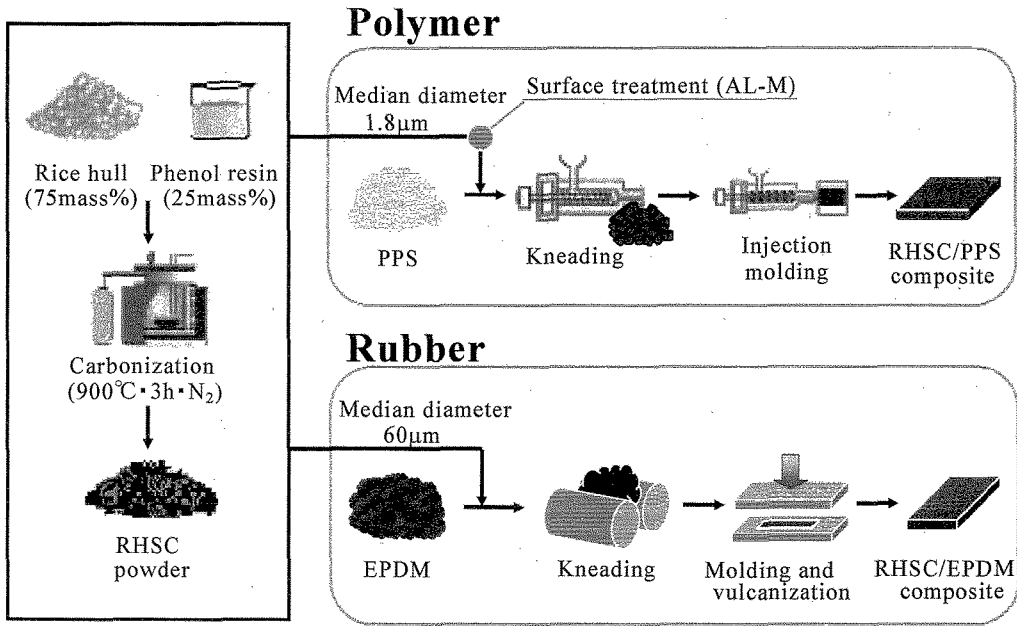 Polymer
Rice hull
(75mass%)
Phenol resin
(25mass%)
Carbonization
(900℃・3h・N₂)
RHSC
powder
Median diameter
1.8μm
Surface treatment (AL-M)
PPS
Kneading
Injection
molding
RHSC/PPS
composite
Rubber
Median diameter
60μm
EPDM
Kneading
Molding and
vulcanization
RHSC/EPDM
composite